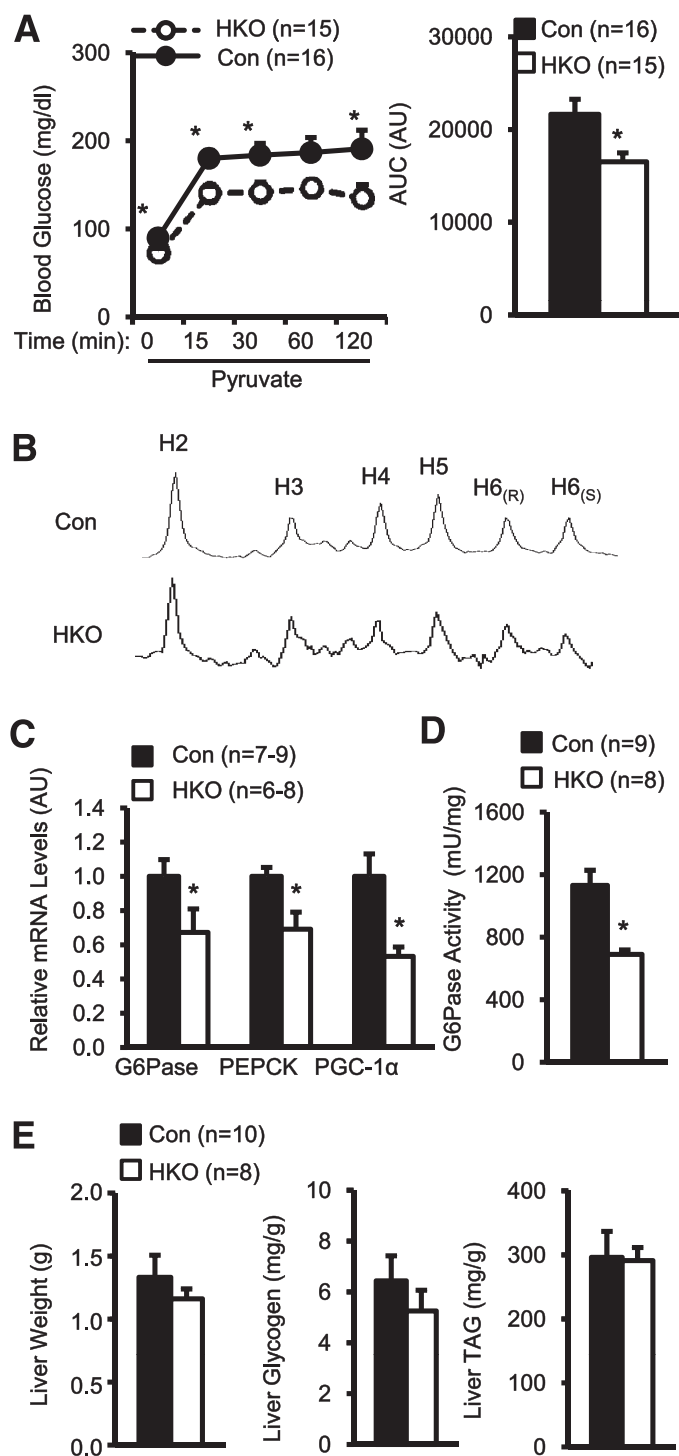 A
HKO (n=15)
Con (n=16)
Blood Glucose (mg/dl)
300
200
100
0
*
*
*
*
Time (min): 0 15 30 60 120
Pyruvate
Con (n=16)
HKO (n=15)
AUC (AU)
30000
20000
10000
0
*
B
H2
H3
H4
H5
H6(R)
H6(S)
Con
HKO
C
Con (n=7-9)
HKO (n=6-8)
Relative mRNA Levels (AU)
1.4
1.2
1.0
0.8
0.6
0.4
0.2
0.0
*
*
*
G6Pase PEPCK PGC-1α
D
Con (n=9)
HKO (n=8)
G6Pase Activity (mU/mg)
1600
1200
800
400
0
*
E
Con (n=10)
HKO (n=8)
Liver Weight (g)
2.0
1.5
1.0
0.5
0.0
Liver Glycogen (mg/g)
10
8
6
4
2
0
Liver TAG (mg/g)
400
300
200
100
0